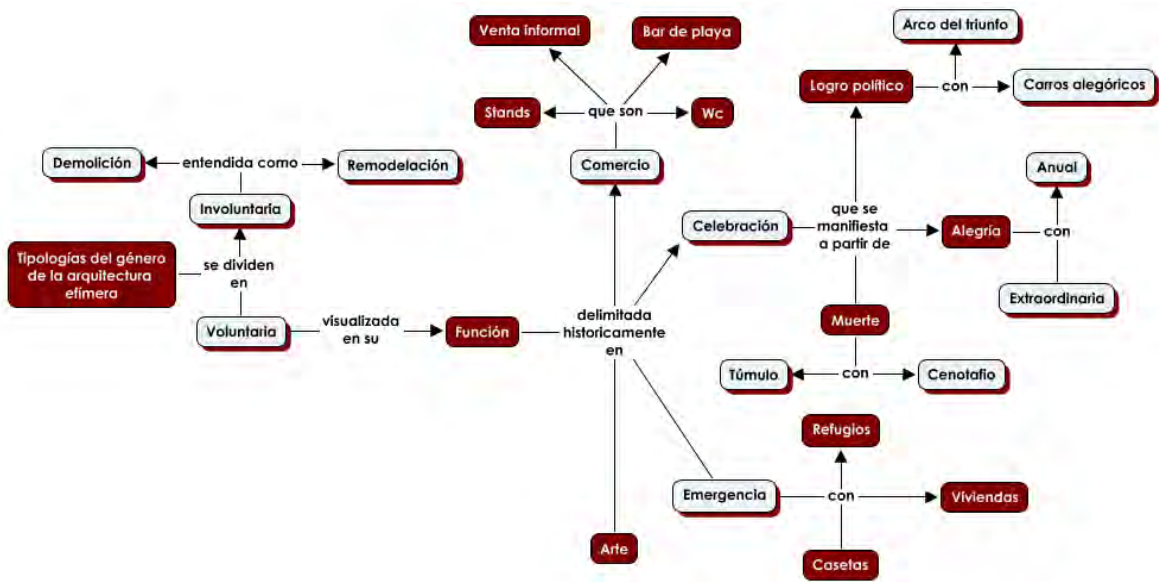 Arco del triunfo
Venta informal
Bar de playa
Logro político
con
Carros alegóricos
Stands
que son
Wc
Demolición
entendida como
Remodelación
Comercio
Anual
Involuntaria
Celebración
que se
manifiesta
a partir de
Alegría
con
Tipologías del género
de la arquitectura
efímera
se dividen
en
Extraordinaria
Voluntaria
visualizada
en su
Función
delimitada
historicamente
en
Muerte
Túmulo
con
Cenotafio
Refugios
Emergencia
con
Viviendas
Arte
Casetas